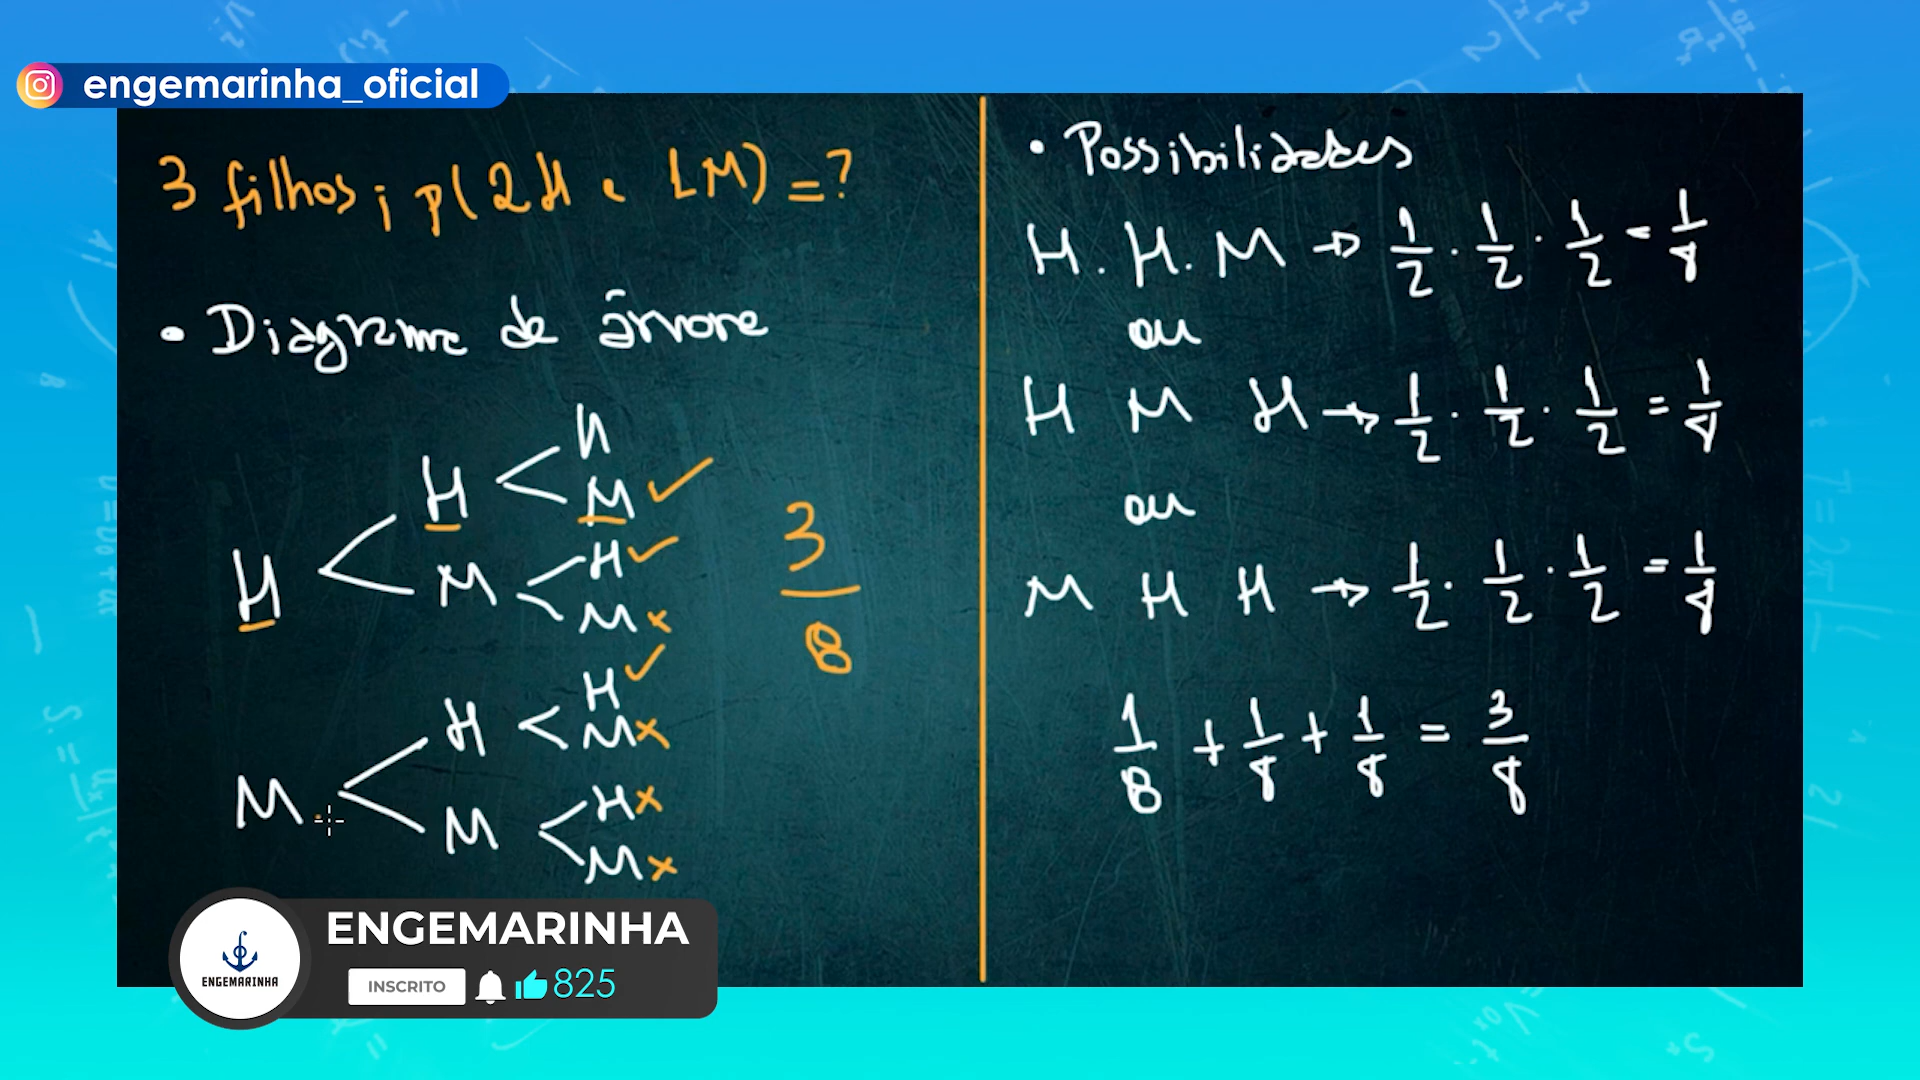 engemarinha_oficial
3 filhos; p(2H e 1M) = ?
• Diagrama de árvore
H
M
H
M
H
M
H
M
H
M
H
M
H
M
3/8
• Possibilidades
H . H . M → 1/2 . 1/2 . 1/2 = 1/8
ou
H M H → 1/2 . 1/2 . 1/2 = 1/8
ou
M H H → 1/2 . 1/2 . 1/2 = 1/8
1/8 + 1/8 + 1/8 = 3/8
ENGEMARINHA
ENGEMARINHA
INSCRITO 825